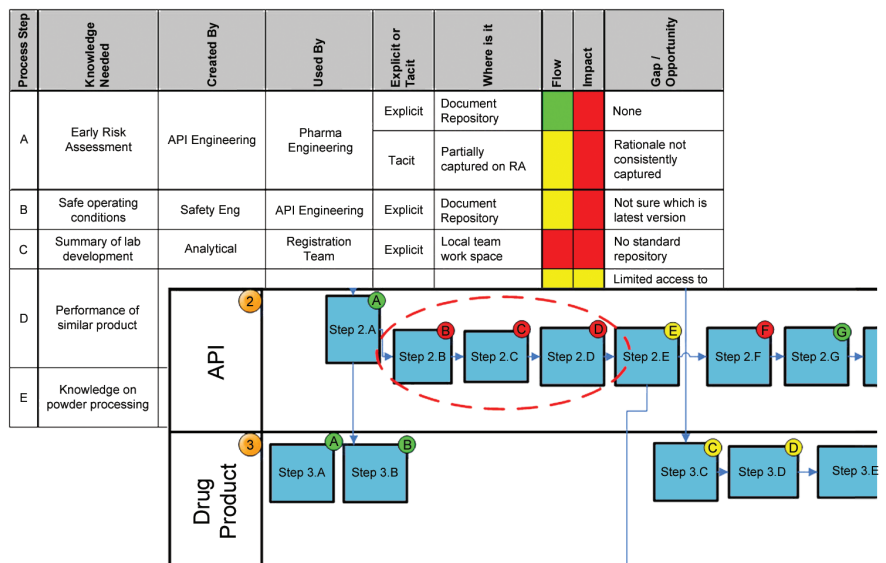 Process Step
Knowledge
Needed
Created By
Used By
Explicit or
Tacit
Where is it
Flow
Impact
Gap /
Opportunity
A
Early Risk
Assessment
API Engineering
Pharma
Engineering
Explicit
Document
Repository
None
Tacit
Partially
captured on RA
Rationale not
consistently
captured
B
Safe operating
conditions
Safety Eng
API Engineering
Explicit
Document
Repository
Not sure which is
latest version
C
Summary of lab
development
Analytical
Registration
Team
Explicit
Local team
work space
No standard
repository
D
Performance of
similar product
Limited access to
E
Knowledge on
powder processing
2
API
A
Step 2.A
B
Step 2.B
C
Step 2.C
D
Step 2.D
E
Step 2.E
F
Step 2.F
G
Step 2.G
3
Drug
Product
A
Step 3.A
B
Step 3.B
C
Step 3.C
D
Step 3.D
Step 3.E